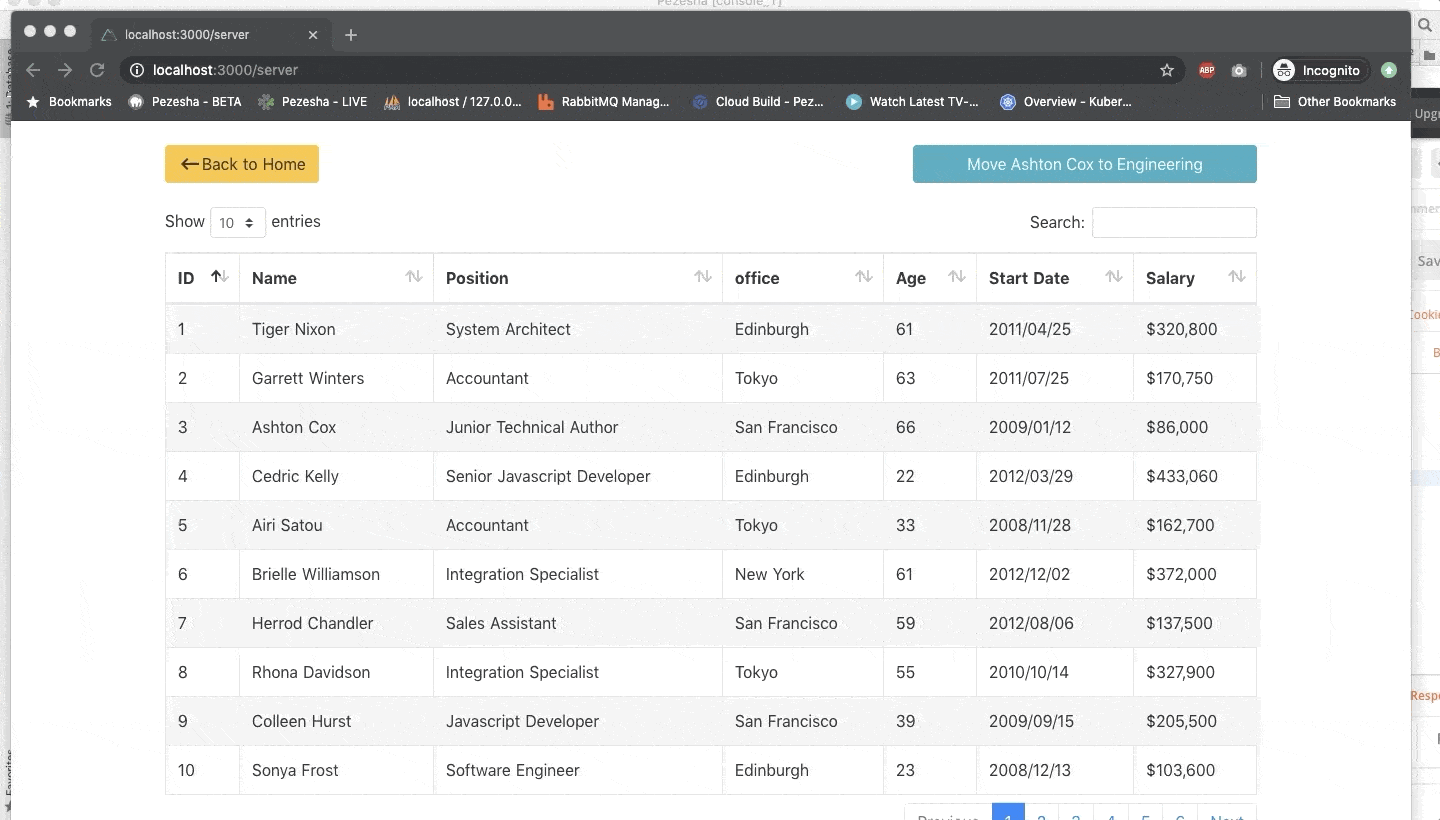 Pezesha [console_1]
localhost:3000/server
localhost:3000/server ABP Incognito
Bookmarks Pezesha - BETA Pezesha - LIVE localhost / 127.0.0... RabbitMQ Manag... Cloud Build - Pez... Watch Latest TV-... Overview - Kuber... Other Bookmarks
Back to Home Move Ashton Cox to Engineering
Show 10 entries Search:
ID Name Position office Age Start Date Salary
1 Tiger Nixon System Architect Edinburgh 61 2011/04/25 $320,800
2 Garrett Winters Accountant Tokyo 63 2011/07/25 $170,750
3 Ashton Cox Junior Technical Author San Francisco 66 2009/01/12 $86,000
4 Cedric Kelly Senior Javascript Developer Edinburgh 22 2012/03/29 $433,060
5 Airi Satou Accountant Tokyo 33 2008/11/28 $162,700
6 Brielle Williamson Integration Specialist New York 61 2012/12/02 $372,000
7 Herrod Chandler Sales Assistant San Francisco 59 2012/08/06 $137,500
8 Rhona Davidson Integration Specialist Tokyo 55 2010/10/14 $327,900
9 Colleen Hurst Javascript Developer San Francisco 39 2009/09/15 $205,500
10 Sonya Frost Software Engineer Edinburgh 23 2008/12/13 $103,600
Previous 1 2 3 4 5 6 Next